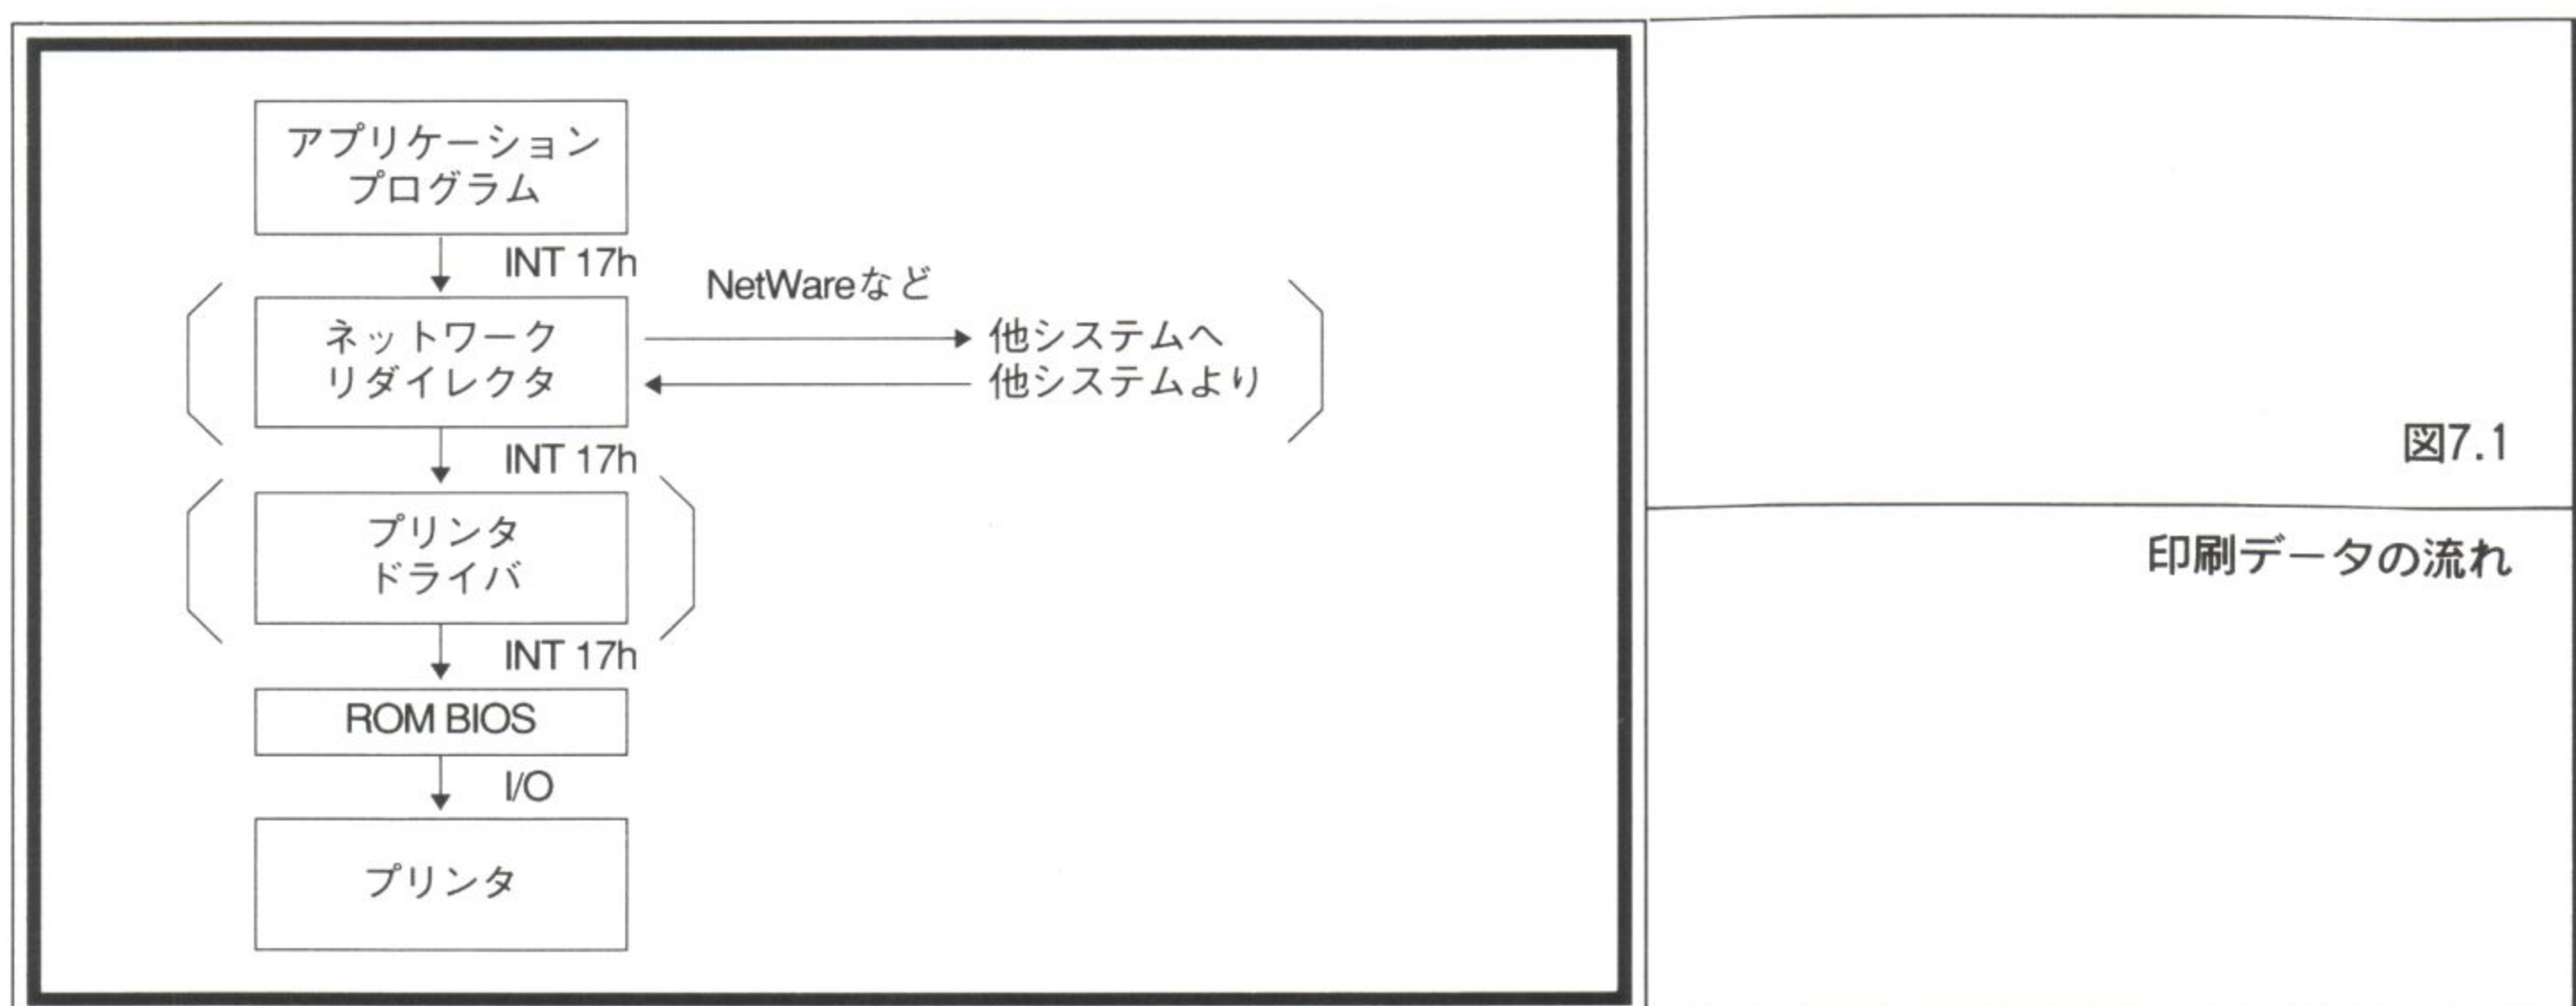 アプリケーション
プログラム
INT 17h
NetWareなど
ネットワーク
リダイレクタ
他システムへ
他システムより
INT 17h
プリンタ
ドライバ
INT 17h
ROM BIOS
I/O
プリンタ
図7.1
印刷データの流れ